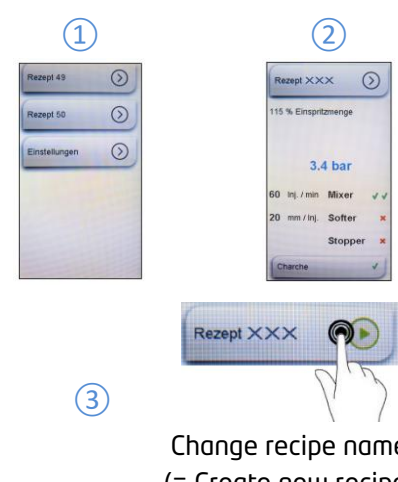 1
2
Rezept 49
Rezept 50
Einstellungen
Rezept XXX
115 % Einspritzmenge
3.4 bar
60 Inj. / min Mixer
20 mm / Inj. Softer
Stopper
Charche
Rezept XXX
3
Change recipe name
(= Create new recipe